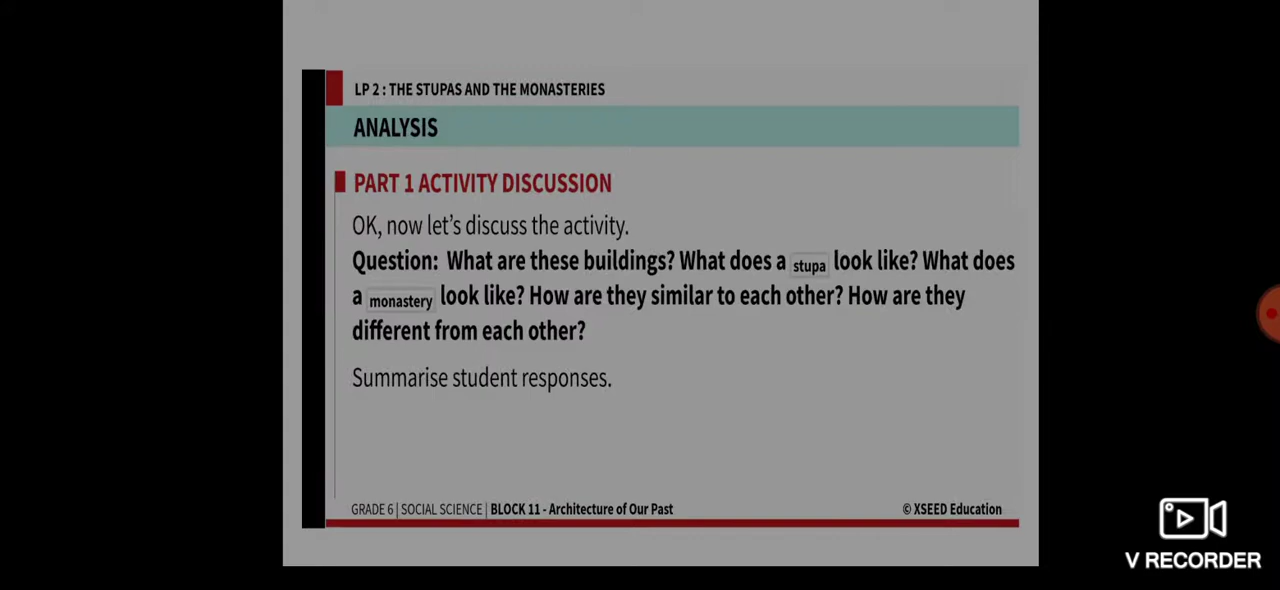 LP 2 : THE STUPAS AND THE MONASTERIES
ANALYSIS
PART 1 ACTIVITY DISCUSSION
OK, now let's discuss the activity.
Question: What are these buildings? What does a stupa look like? What does
a monastery look like? How are they similar to each other? How are they
different from each other?
Summarise student responses.
GRADE 6 | SOCIAL SCIENCE | BLOCK 11 - Architecture of Our Past
© XSEED Education
V RECORDER